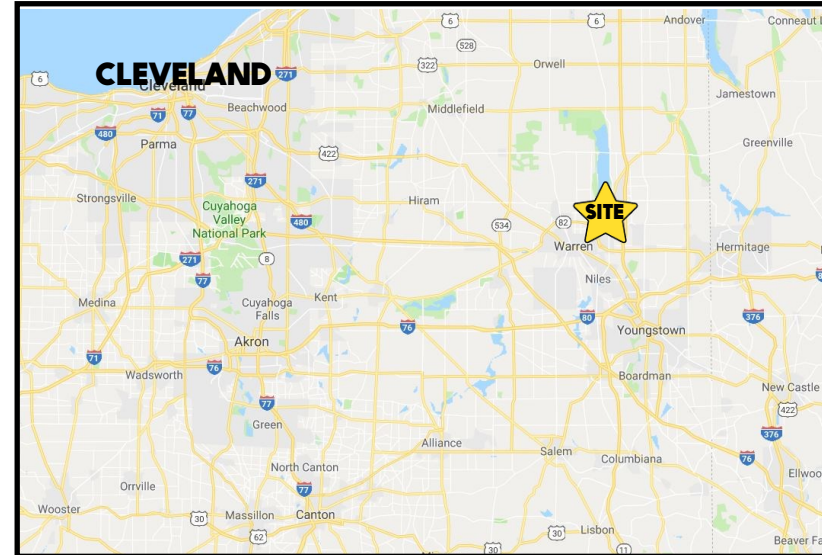 6
6
Andover
Conneaut L
528
322
Orwell
CLEVELAND
271
6
Cleveland
Jamestown
Beachwood
Middlefield
71
77
480
Parma
Greenville
422
271
Strongsville
Cuyahoga
Valley
National Park
Hiram
SITE
480
534
82
Warren
Hermitage
271
8
77
Niles
8
Medina
Cuyahoga
Falls
Kent
80
376
76
Youngstown
Akron
71
76
Wadsworth
Boardman
New Castle
77
422
Green
376
Alliance
Salem
Columbiana
76
North Canton
Ellwoo
77
Orrville
Wooster
30
Massillon
Canton
62
30
Lisbon
30
11
Beaver Fa